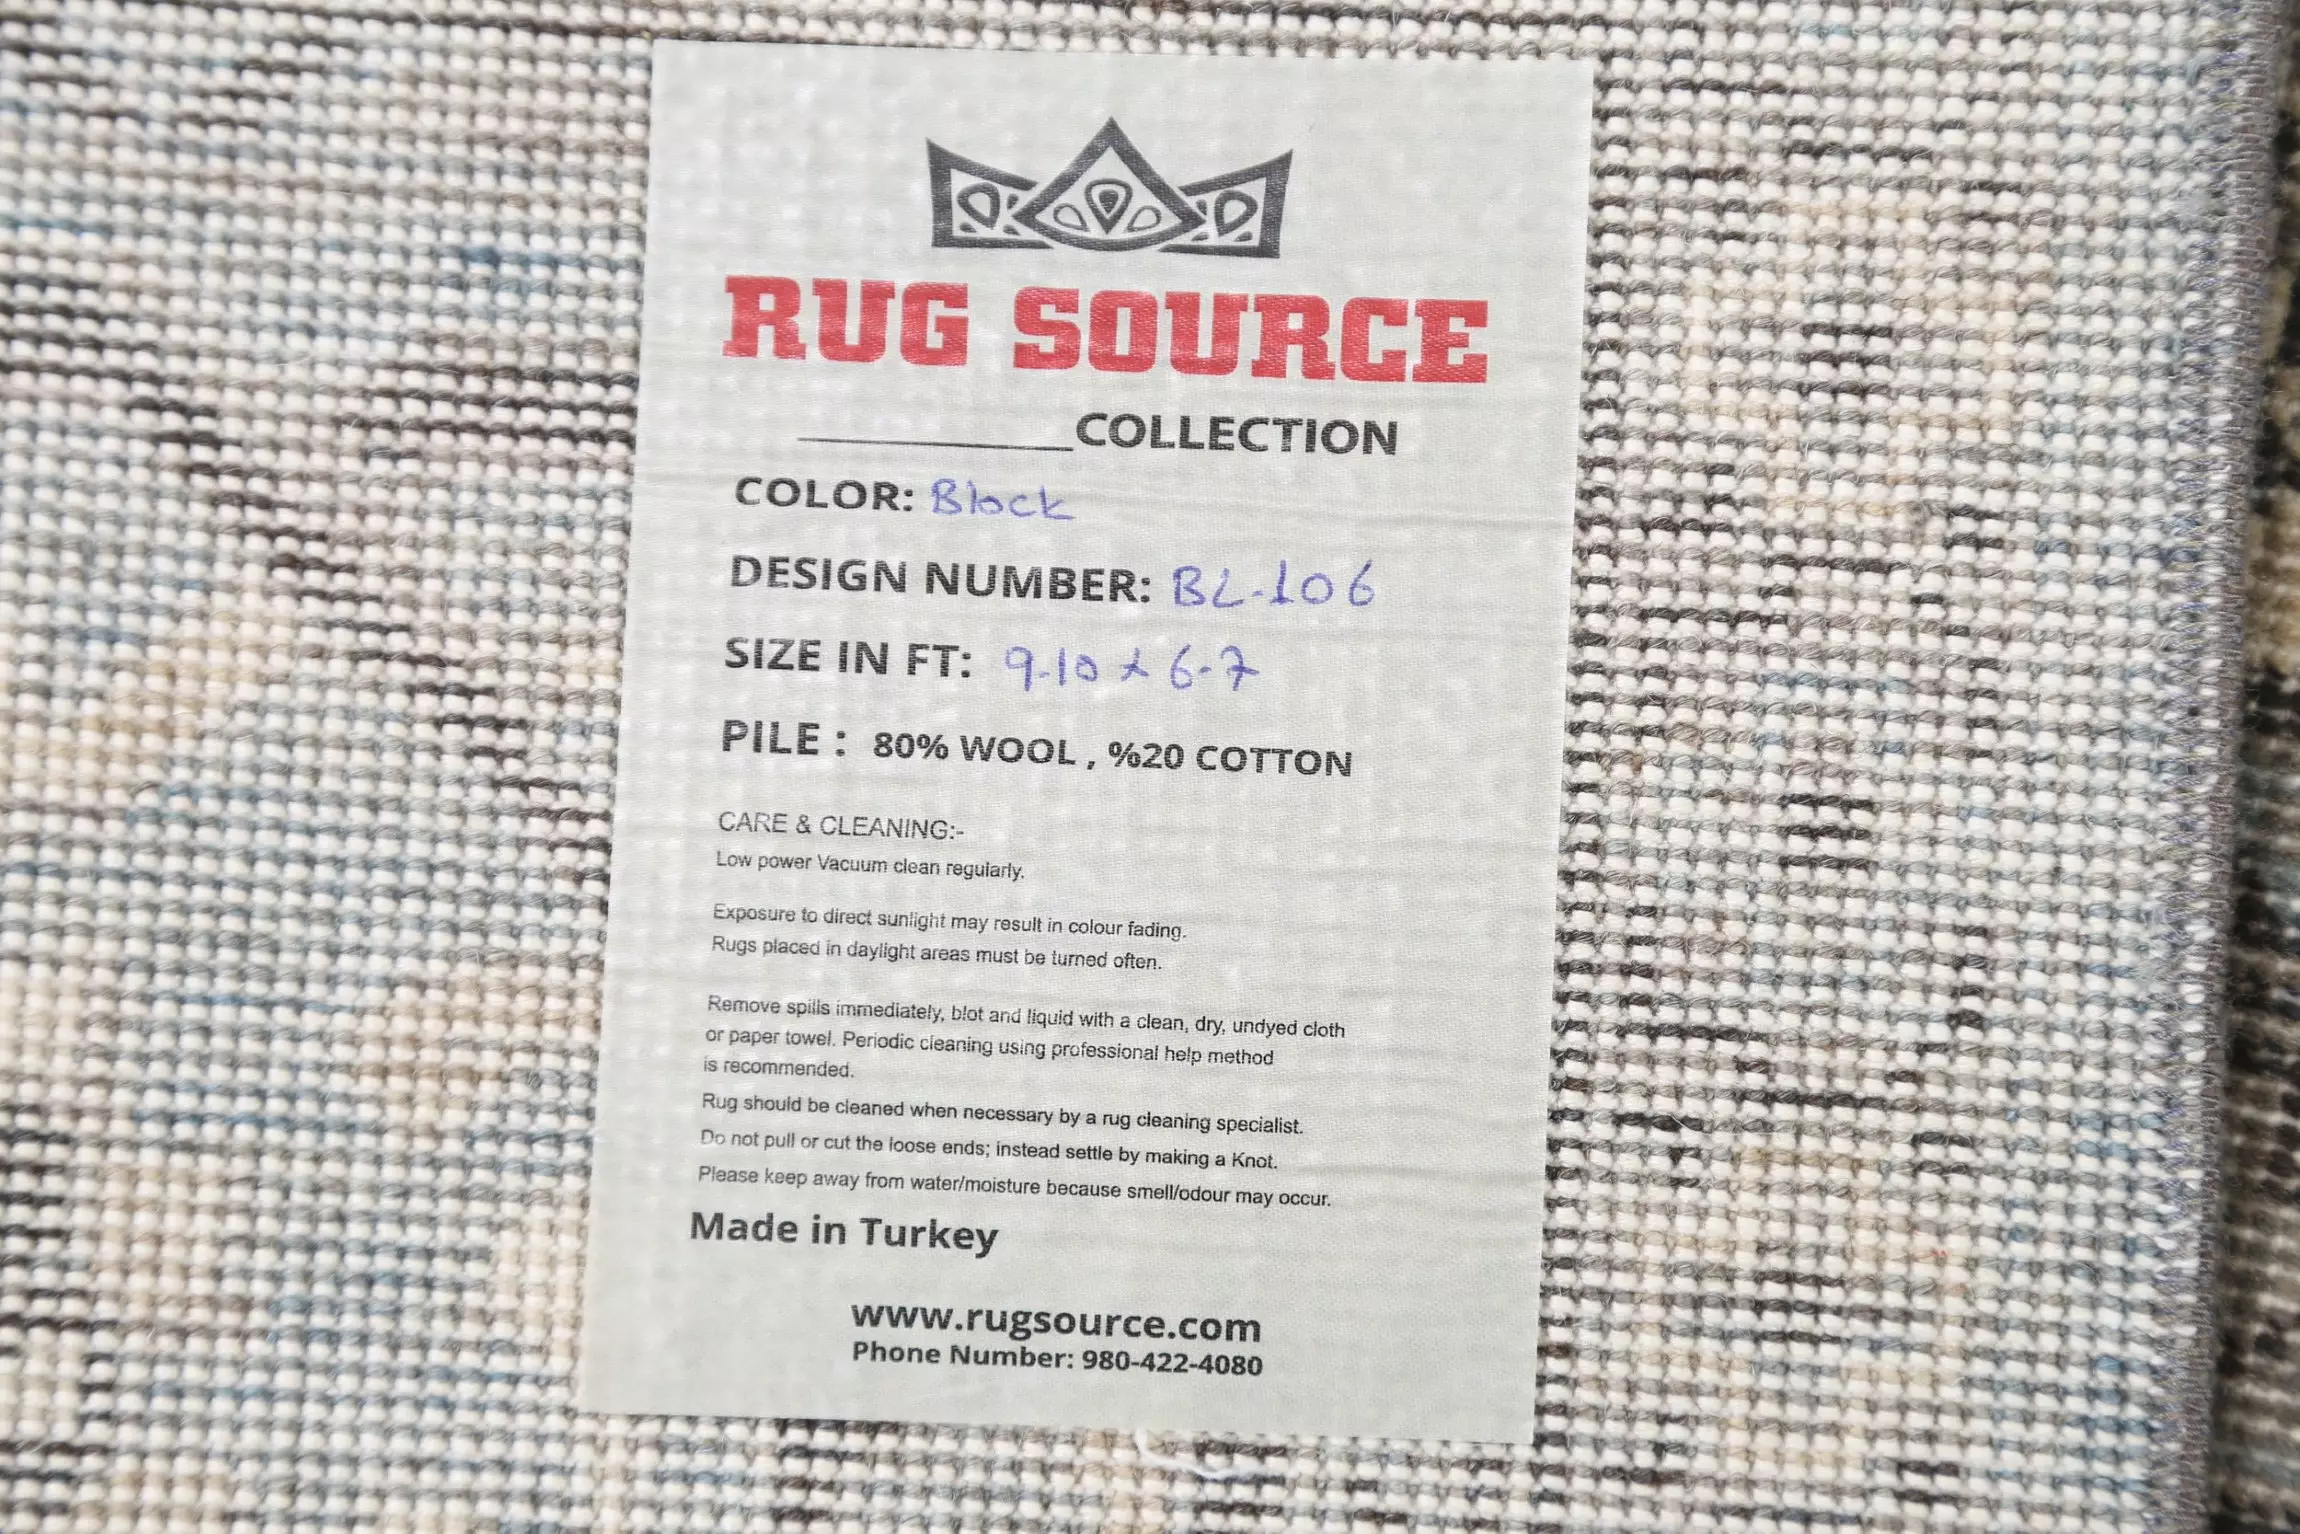 RUG SOURCE
__________COLLECTION
COLOR: Black
DESIGN NUMBER: BL-106
SIZE IN FT: 9-10 x 6-7
PILE : 80% WOOL , %20 COTTON
CARE & CLEANING:-
Low power Vacuum clean regularly.
Exposure to direct sunlight may result in colour fading.
Rugs placed in daylight areas must be turned often.
Remove spills immediately, blot and liquid with a clean, dry, undyed cloth
or paper towel. Periodic cleaning using professional help method
is recommended.
Rug should be cleaned when necessary by a rug cleaning specialist.
Do not pull or cut the loose ends; instead settle by making a Knot.
Please keep away from water/moisture because smell/odour may occur.
Made in Turkey
www.rugsource.com
Phone Number: 980-422-4080